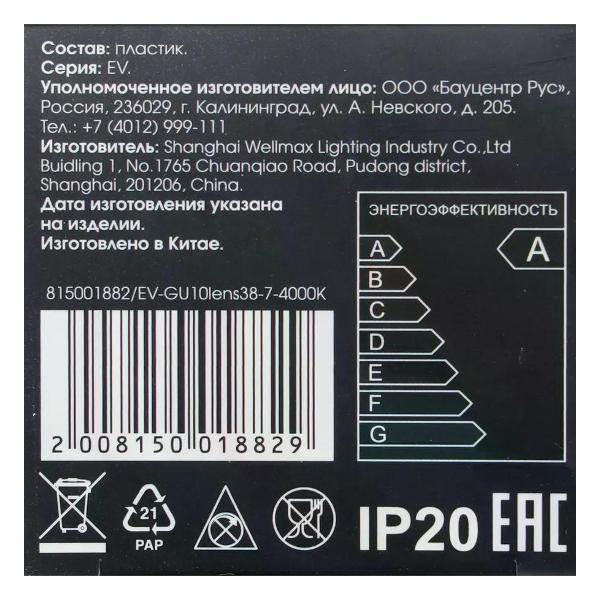 Состав: пластик.
Серия: EV.
Уполномоченное изготовителем лицо: ООО «Бауцентр Рус»,
Россия, 236029, г. Калининград, ул. А. Невского, д. 205.
Тел.: +7 (4012) 999-111
Изготовитель: Shanghai Wellmax Lighting Industry Co.,Ltd
Buidling 1, No.1765 Chuanqiao Road, Pudong district,
Shanghai, 201206, China.
Дата изготовления указана
на изделии.
Изготовлено в Китае.
ЭНЕРГОЭФФЕКТИВНОСТЬ
A
A
B
C
D
E
F
G
815001882/EV-GU10lens38-7-4000K
2 008150 018829
21
PAP
IP20
EAC